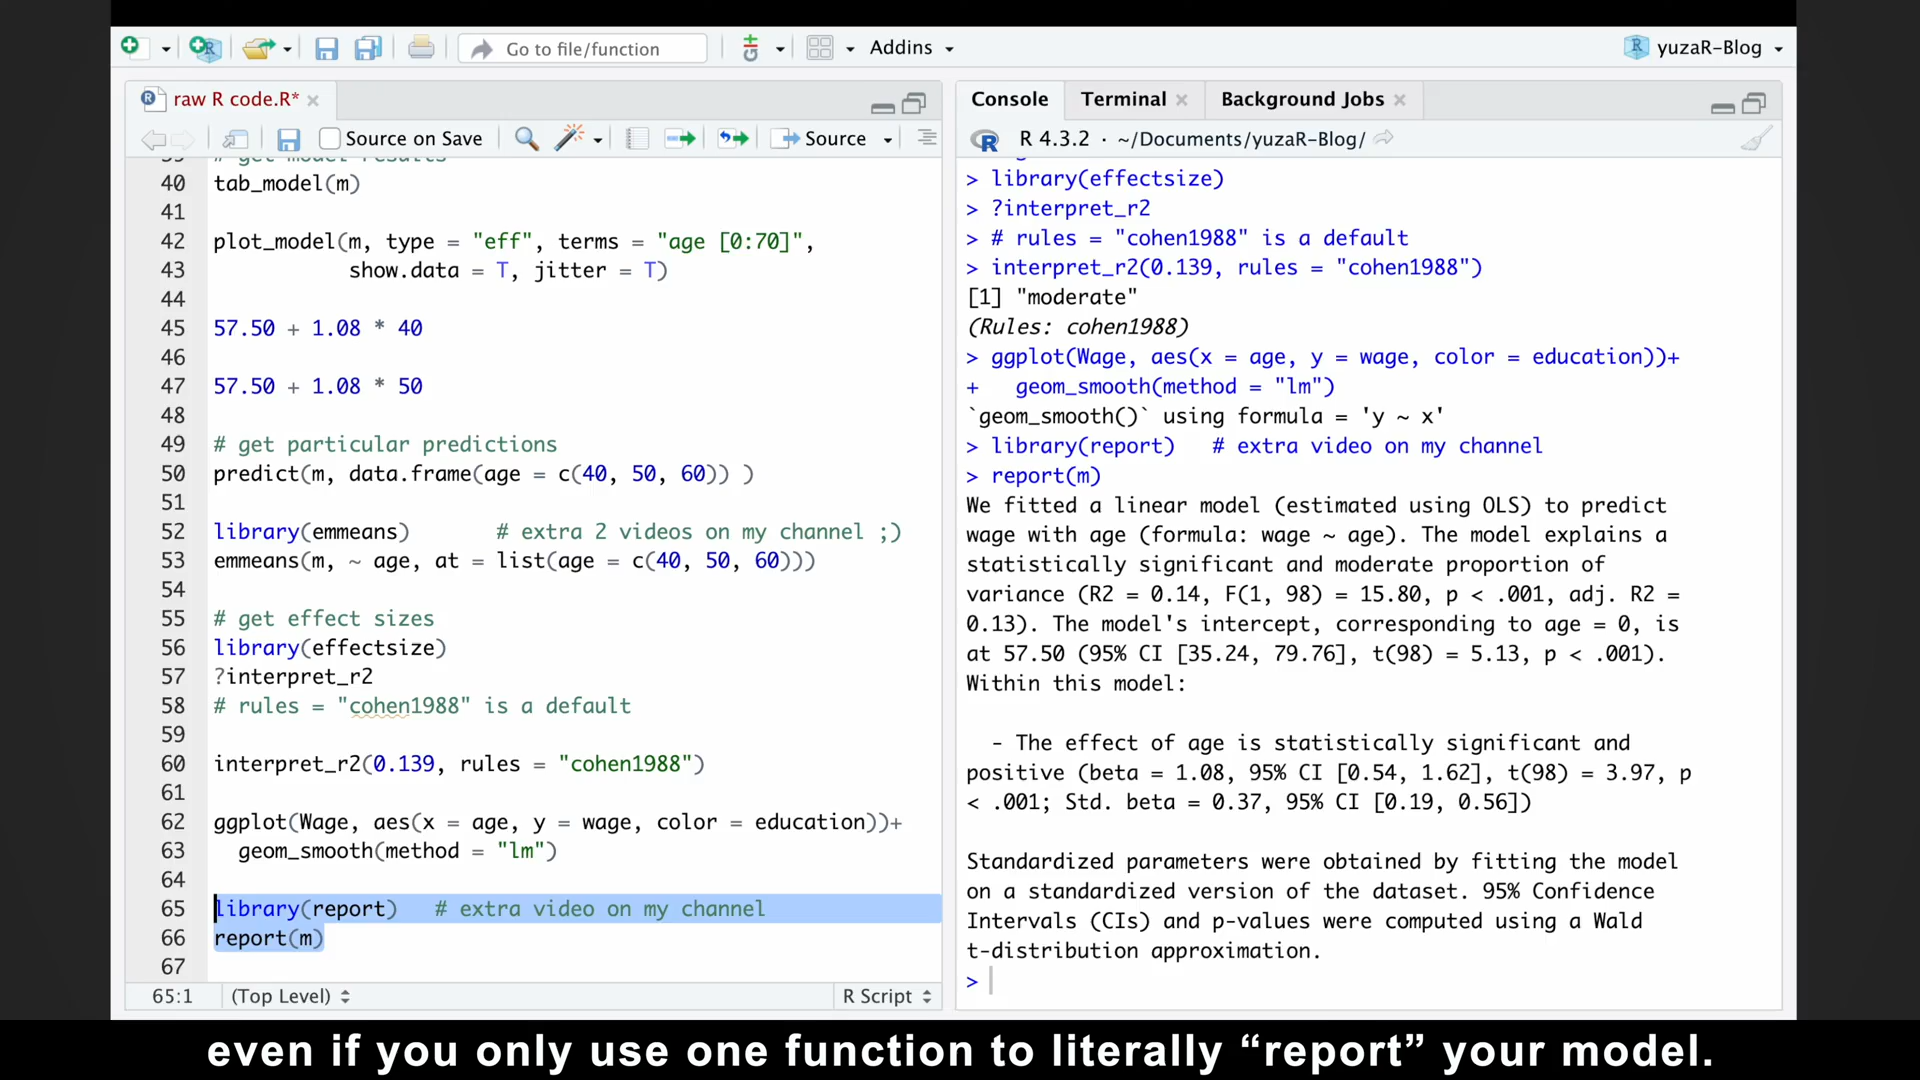 Go to file/function
Addins
yuzaR-Blog
raw R code.R*
Source on Save
Source
# get model results
40 tab_model(m)
41
42 plot_model(m, type = "eff", terms = "age [0:70]",
43 show.data = T, jitter = T)
44
45 57.50 + 1.08 * 40
46
47 57.50 + 1.08 * 50
48
49 # get particular predictions
50 predict(m, data.frame(age = c(40, 50, 60)) )
51
52 library(emmeans) # extra 2 videos on my channel ;)
53 emmeans(m, ~ age, at = list(age = c(40, 50, 60)))
54
55 # get effect sizes
56 library(effectsize)
57 ?interpret_r2
58 # rules = "cohen1988" is a default
59
60 interpret_r2(0.139, rules = "cohen1988")
61
62 ggplot(Wage, aes(x = age, y = wage, color = education))+
63 geom_smooth(method = "lm")
64
65 library(report) # extra video on my channel
66 report(m)
67
65:1 (Top Level) R Script
Console Terminal Background Jobs
R 4.3.2 · ~/Documents/yuzaR-Blog/
> library(effectsize)
> ?interpret_r2
> # rules = "cohen1988" is a default
> interpret_r2(0.139, rules = "cohen1988")
[1] "moderate"
(Rules: cohen1988)
> ggplot(Wage, aes(x = age, y = wage, color = education))+
+ geom_smooth(method = "lm")
`geom_smooth()` using formula = 'y ~ x'
> library(report) # extra video on my channel
> report(m)
We fitted a linear model (estimated using OLS) to predict
wage with age (formula: wage ~ age). The model explains a
statistically significant and moderate proportion of
variance (R2 = 0.14, F(1, 98) = 15.80, p < .001, adj. R2 =
0.13). The model's intercept, corresponding to age = 0, is
at 57.50 (95% CI [35.24, 79.76], t(98) = 5.13, p < .001).
Within this model:
- The effect of age is statistically significant and
positive (beta = 1.08, 95% CI [0.54, 1.62], t(98) = 3.97, p
< .001; Std. beta = 0.37, 95% CI [0.19, 0.56])
Standardized parameters were obtained by fitting the model
on a standardized version of the dataset. 95% Confidence
Intervals (CIs) and p-values were computed using a Wald
t-distribution approximation.
>
even if you only use one function to literally “report” your model.